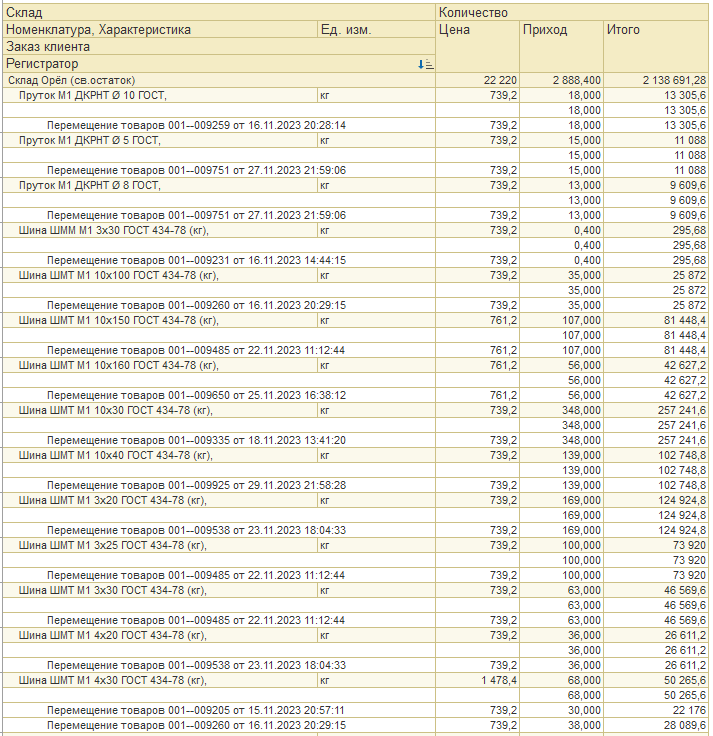 Склад Количество
Номенклатура, Характеристика Ед. изм. Цена Приход Итого
Заказ клиента
Регистратор
Склад Орёл (св.остаток) 22 220 2 888,400 2 138 691,28
Пруток М1 ДКРНТ Ø 10 ГОСТ, кг 739,2 18,000 13 305,6
18,000 13 305,6
Перемещение товаров 001--009259 от 16.11.2023 20:28:14 739,2 18,000 13 305,6
Пруток М1 ДКРНТ Ø 5 ГОСТ, кг 739,2 15,000 11 088
15,000 11 088
Перемещение товаров 001--009751 от 27.11.2023 21:59:06 739,2 15,000 11 088
Пруток М1 ДКРНТ Ø 8 ГОСТ, кг 739,2 13,000 9 609,6
13,000 9 609,6
Перемещение товаров 001--009751 от 27.11.2023 21:59:06 739,2 13,000 9 609,6
Шина ШММ М1 3х30 ГОСТ 434-78 (кг), кг 739,2 0,400 295,68
0,400 295,68
Перемещение товаров 001--009231 от 16.11.2023 14:44:15 739,2 0,400 295,68
Шина ШМТ М1 10х100 ГОСТ 434-78 (кг), кг 739,2 35,000 25 872
35,000 25 872
Перемещение товаров 001--009260 от 16.11.2023 20:29:15 739,2 35,000 25 872
Шина ШМТ М1 10х150 ГОСТ 434-78 (кг), кг 761,2 107,000 81 448,4
107,000 81 448,4
Перемещение товаров 001--009485 от 22.11.2023 11:12:44 761,2 107,000 81 448,4
Шина ШМТ М1 10х160 ГОСТ 434-78 (кг), кг 761,2 56,000 42 627,2
56,000 42 627,2
Перемещение товаров 001--009650 от 25.11.2023 16:38:12 761,2 56,000 42 627,2
Шина ШМТ М1 10х30 ГОСТ 434-78 (кг), кг 739,2 348,000 257 241,6
348,000 257 241,6
Перемещение товаров 001--009335 от 18.11.2023 13:41:20 739,2 348,000 257 241,6
Шина ШМТ М1 10х40 ГОСТ 434-78 (кг), кг 739,2 139,000 102 748,8
139,000 102 748,8
Перемещение товаров 001--009925 от 29.11.2023 21:58:28 739,2 139,000 102 748,8
Шина ШМТ М1 3х20 ГОСТ 434-78 (кг), кг 739,2 169,000 124 924,8
169,000 124 924,8
Перемещение товаров 001--009538 от 23.11.2023 18:04:33 739,2 169,000 124 924,8
Шина ШМТ М1 3х25 ГОСТ 434-78 (кг), кг 739,2 100,000 73 920
100,000 73 920
Перемещение товаров 001--009485 от 22.11.2023 11:12:44 739,2 100,000 73 920
Шина ШМТ М1 3х30 ГОСТ 434-78 (кг), кг 739,2 63,000 46 569,6
63,000 46 569,6
Перемещение товаров 001--009485 от 22.11.2023 11:12:44 739,2 63,000 46 569,6
Шина ШМТ М1 4х20 ГОСТ 434-78 (кг), кг 739,2 36,000 26 611,2
36,000 26 611,2
Перемещение товаров 001--009538 от 23.11.2023 18:04:33 739,2 36,000 26 611,2
Шина ШМТ М1 4х30 ГОСТ 434-78 (кг), кг 1 478,4 68,000 50 265,6
68,000 50 265,6
Перемещение товаров 001--009205 от 15.11.2023 20:57:11 739,2 30,000 22 176
Перемещение товаров 001--009260 от 16.11.2023 20:29:15 739,2 38,000 28 089,6